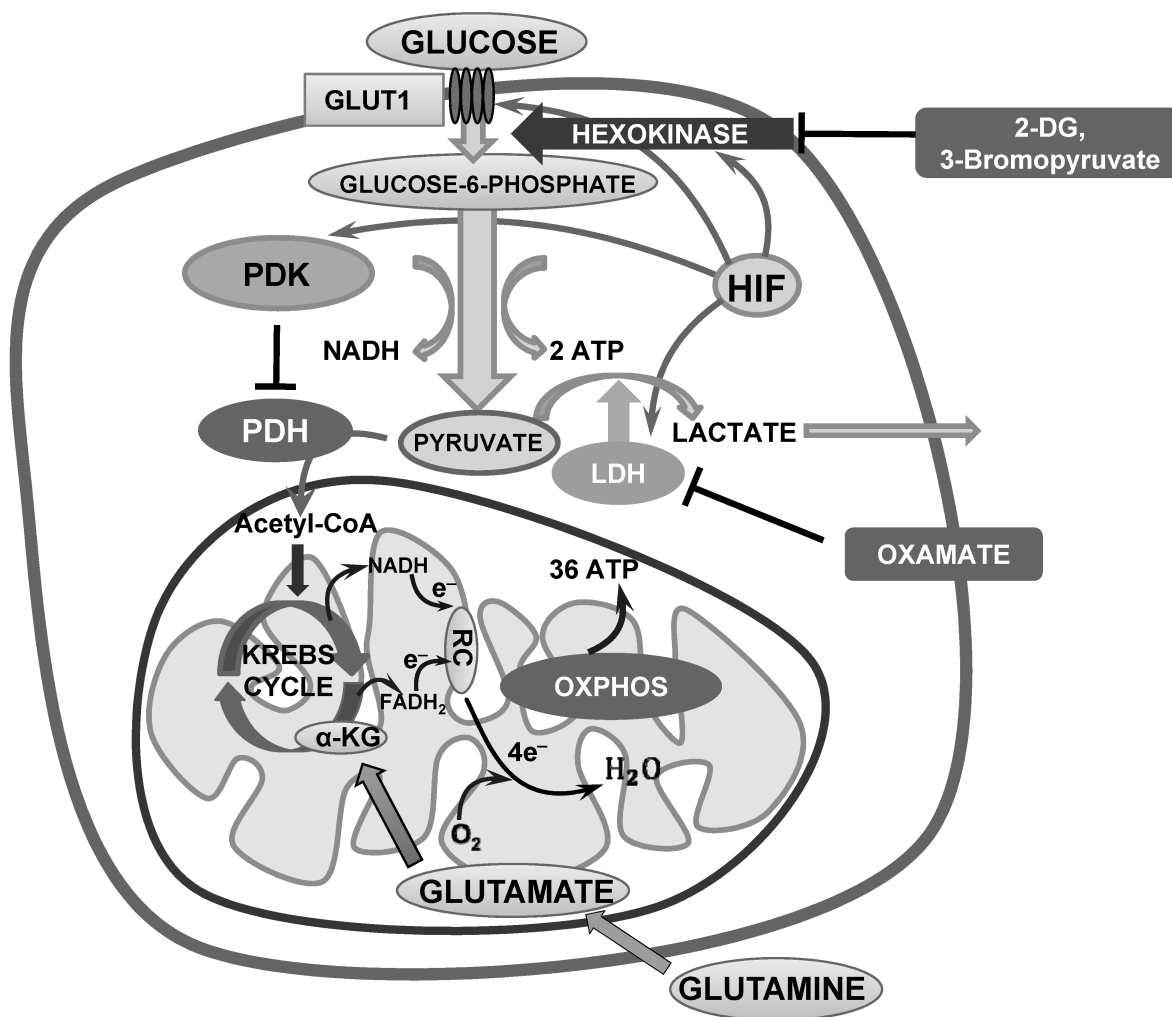 GLUCOSE
GLUT1
HEXOKINASE
2-DG,
3-Bromopyruvate
GLUCOSE-6-PHOSPHATE
PDK
HIF
NADH
2 ATP
PDH
PYRUVATE
LACTATE
LDH
Acetyl-CoA
OXAMATE
NADH
e⁻
36 ATP
RC
KREBS
CYCLE
e⁻
FADH₂
OXPHOS
α-KG
4e⁻
H₂O
O₂
GLUTAMATE
GLUTAMINE